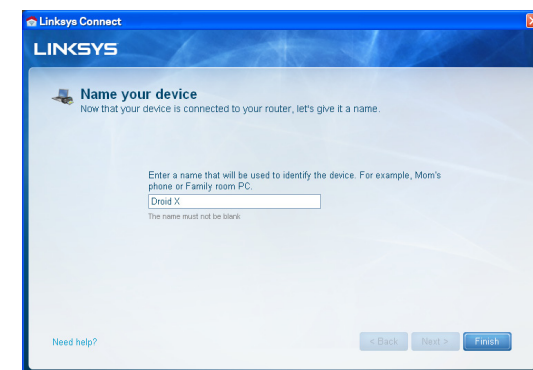 Linksys Connect
LINKSYS
Name your device
Now that your device is connected to your router, let's give it a name.
Enter a name that will be used to identify the device. For example, Mom's
phone or Family room PC.
Droid X
The name must not be blank
Need help?
< Back
Next >
Finish